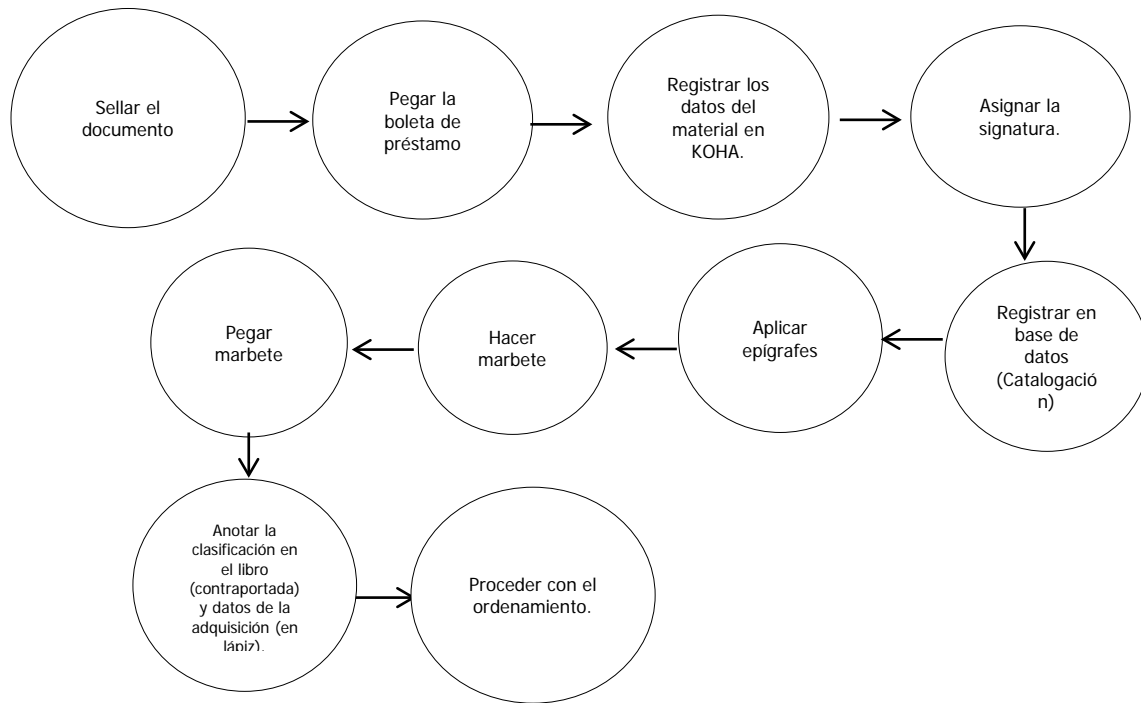 Sellar el
documento
Pegar la
boleta de
préstamo
Registrar los
datos del
material en
KOHA.
Asignar la
signatura.
Registrar en
base de
datos
(Catalogació
n)
Aplicar
epígrafes
Hacer
marbete
Pegar
marbete
Anotar la
clasificación en
el libro
(contraportada)
y datos de la
adquisición (en
lápiz).
Proceder con el
ordenamiento.